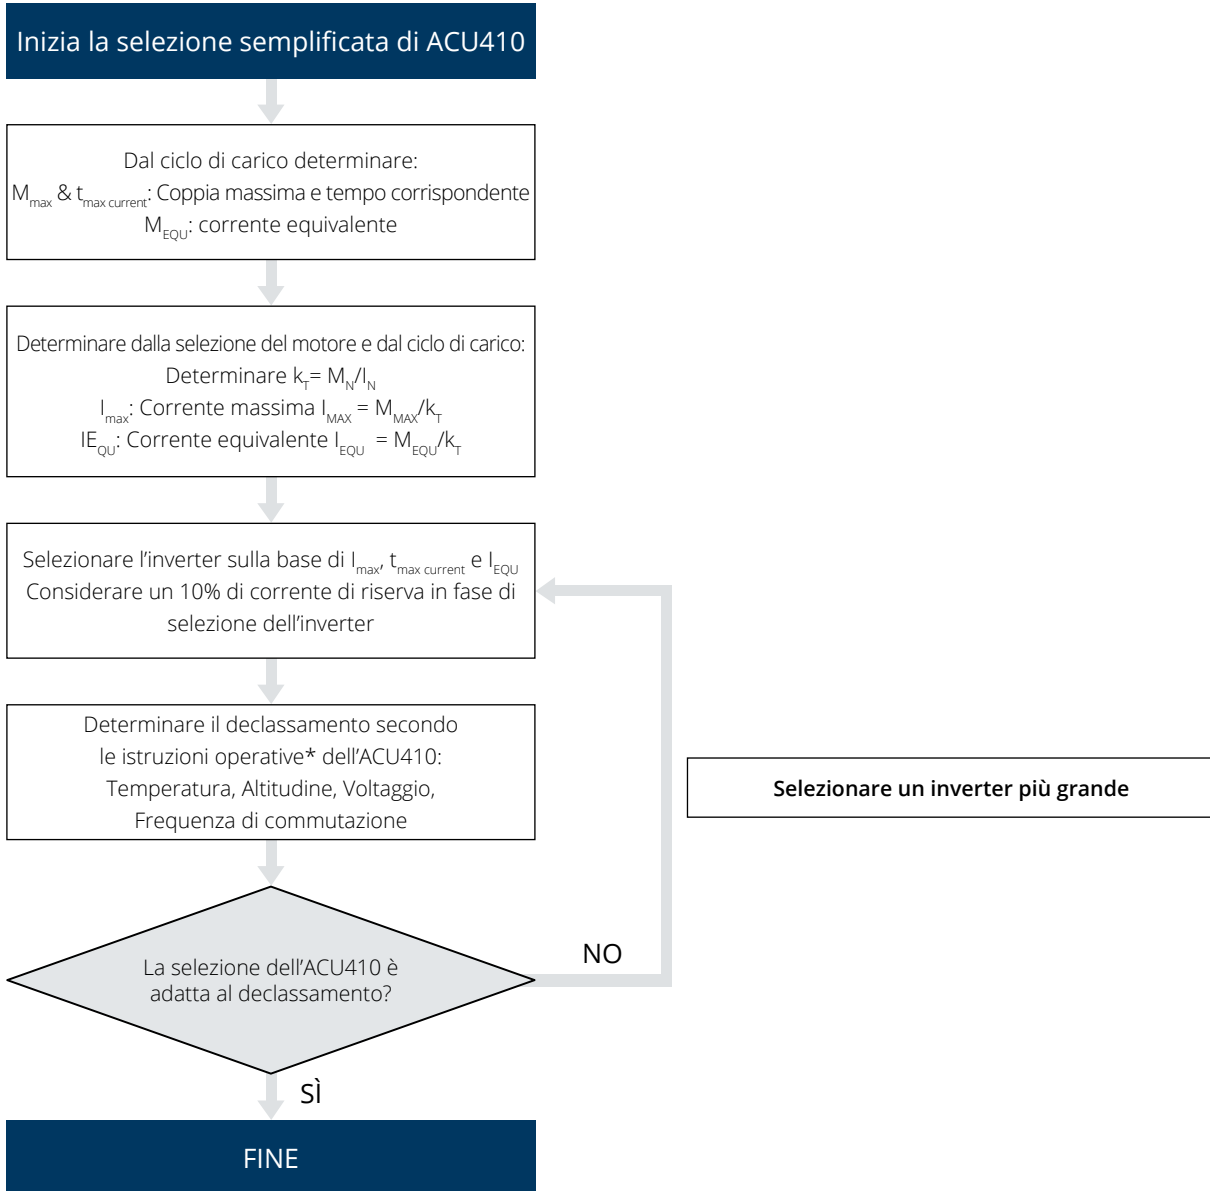 Inizia la selezione semplificata di ACU410
Dal ciclo di carico determinare:
Mmax & tmax current: Coppia massima e tempo corrispondente
MEQU: corrente equivalente
Determinare dalla selezione del motore e dal ciclo di carico:
Determinare kT= MN/IN
Imax: Corrente massima IMAX = MMAX/kT
IEQU: Corrente equivalente IEQU = MEQU/kT
Selezionare l'inverter sulla base di Imax, tmax current e IEQU
Considerare un 10% di corrente di riserva in fase di
selezione dell'inverter
Determinare il declassamento secondo
le istruzioni operative* dell'ACU410:
Temperatura, Altitudine, Voltaggio,
Frequenza di commutazione
Selezionare un inverter più grande
La selezione dell'ACU410 è
adatta al declassamento?
NO
SÌ
FINE